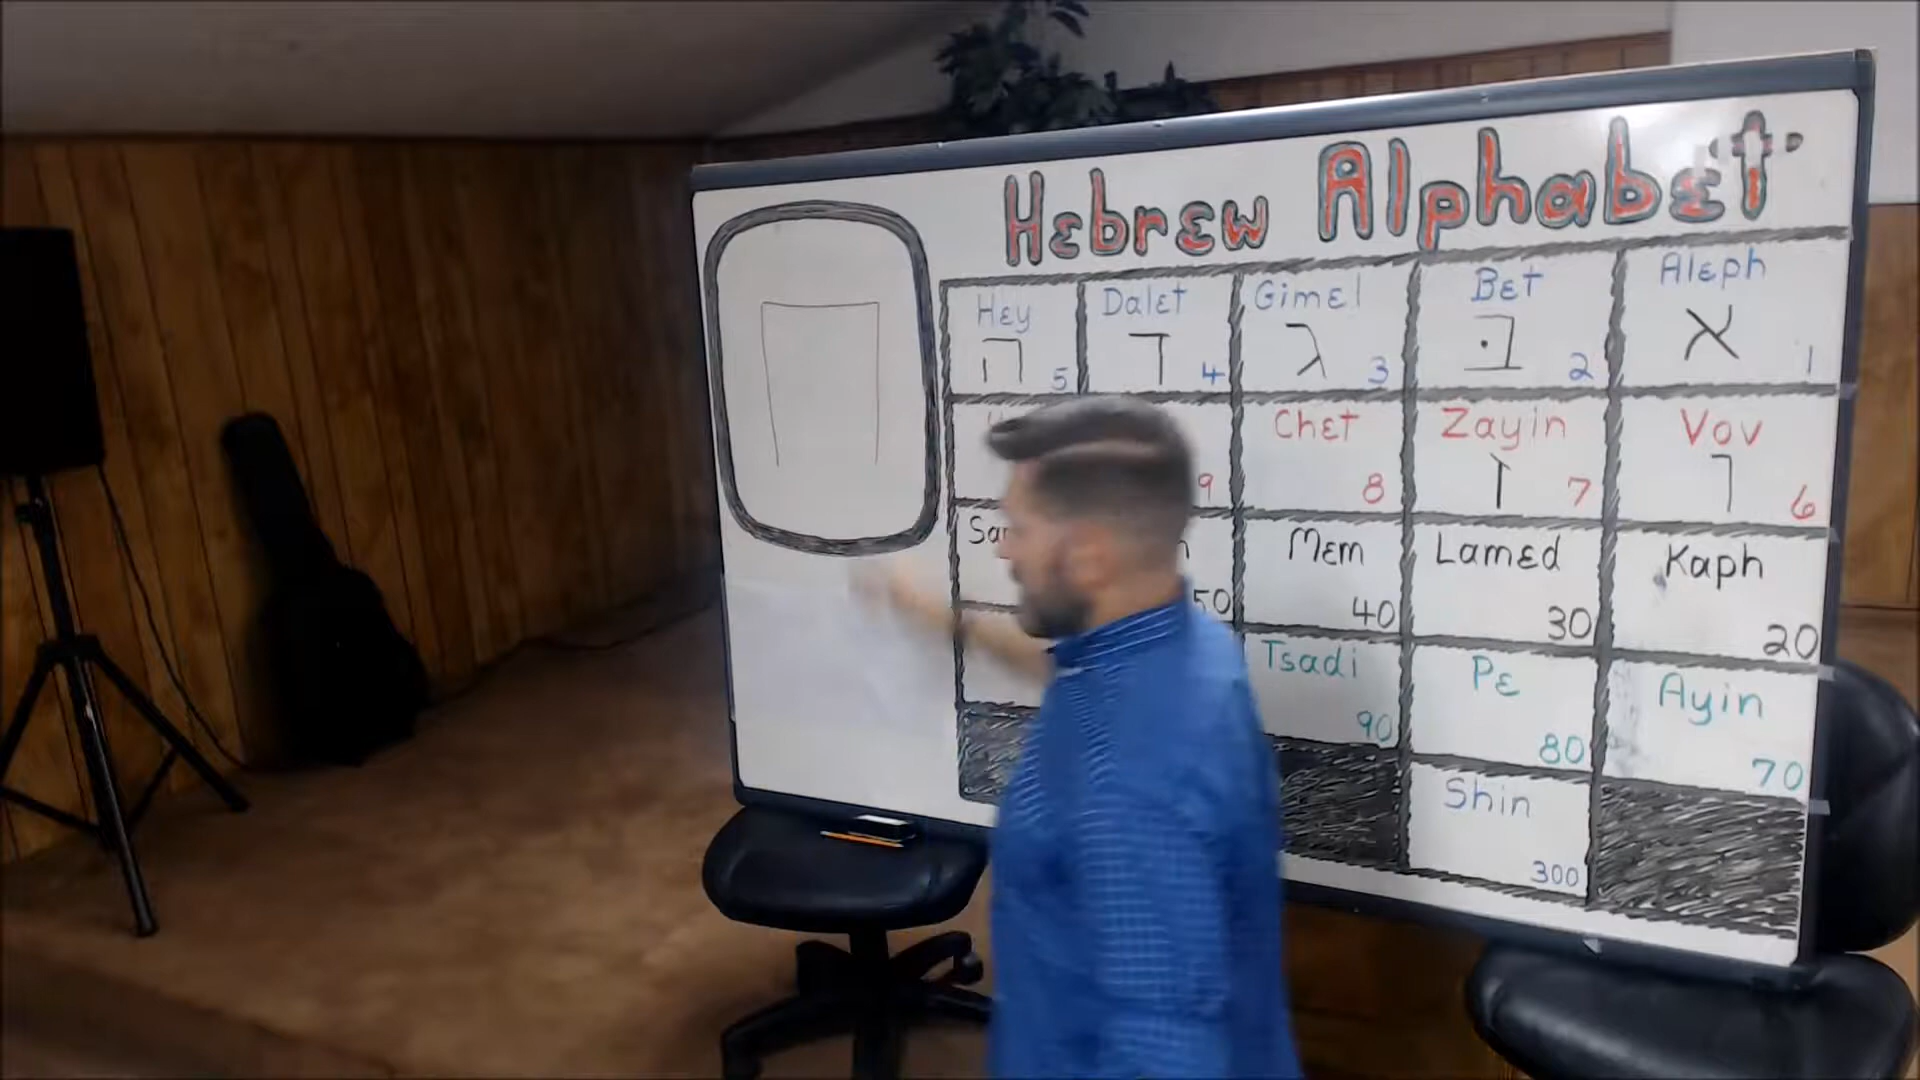 Hebrew Alphabet
Hey Dalet Gimel Bet Aleph
ה 5 ד 4 ג 3 בּ 2 א 1
Chet Zayin Vov
9 8 ז 7 ו 6
Mem Lamed Kaph
50 40 30 20
Tsadi Pe Ayin
90 80 70
Shin
300
ח